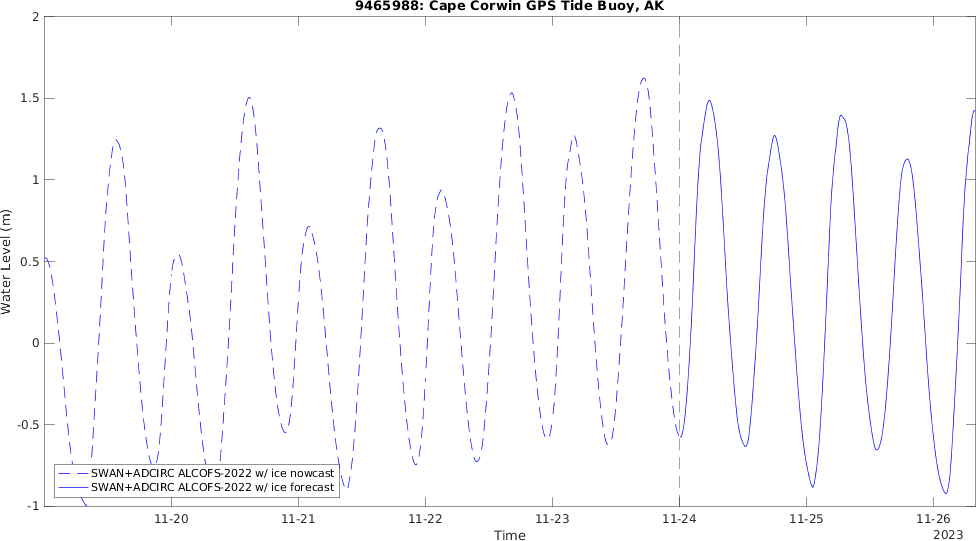 9465988: Cape Corwin GPS Tide Buoy, AK
2
1.5
1
0.5
0
-0.5
-1
Water Level (m)
SWAN+ADCIRC ALCOFS-2022 w/ ice nowcast
SWAN+ADCIRC ALCOFS-2022 w/ ice forecast
11-20 11-21 11-22 11-23 11-24 11-25 11-26
Time
2023